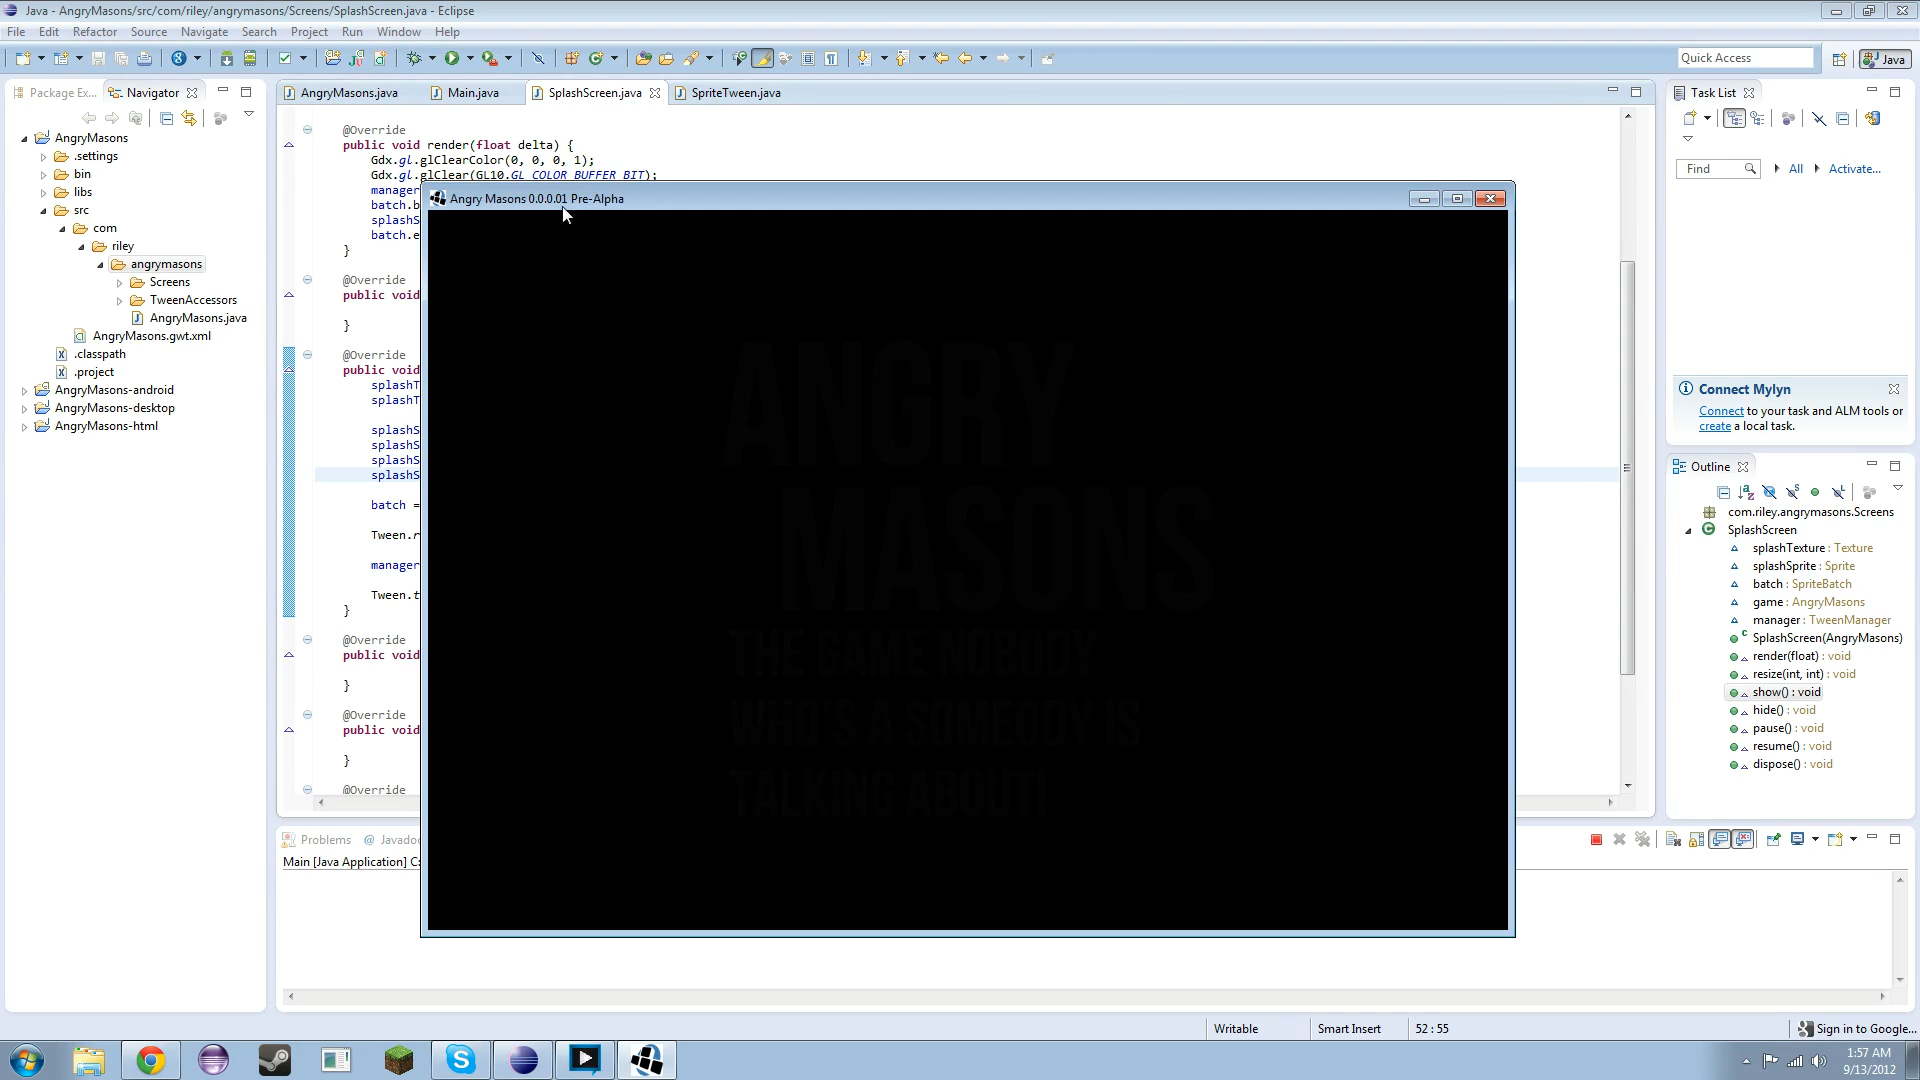 Java - AngryMasons/src/com/riley/angrymasons/Screens/SplashScreen.java - Eclipse
File Edit Refactor Source Navigate Search Project Run Window Help
Quick Access
Java
Package Ex...
Navigator
AngryMasons.java
Main.java
SplashScreen.java
SpriteTween.java
Task List
AngryMasons
.settings
bin
libs
src
com
riley
angrymasons
Screens
TweenAccessors
AngryMasons.java
AngryMasons.gwt.xml
.classpath
.project
AngryMasons-android
AngryMasons-desktop
AngryMasons-html
@Override
public void render(float delta) {
Gdx.gl.glClearColor(0, 0, 0, 1);
Gdx.gl.glClear(GL10.GL_COLOR_BUFFER_BIT);
manager
batch.b
splashS
batch.e
}
@Override
public void
}
@Override
public void
splashT
splashT
splashS
splashS
splashS
splashS
batch =
Tween.r
manager
Tween.t
}
@Override
public void
}
@Override
public void
}
@Override
Angry Masons 0.0.0.01 Pre-Alpha
ANGRY
MASONS
THE GAME NOBODY
WHO'S A SOMEODY IS
TALKING ABOUT!
Find
All
Activate...
Connect Mylyn
Connect to your task and ALM tools or
create a local task.
Outline
com.riley.angrymasons.Screens
SplashScreen
splashTexture : Texture
splashSprite : Sprite
batch : SpriteBatch
game : AngryMasons
manager : TweenManager
SplashScreen(AngryMasons)
render(float) : void
resize(int, int) : void
show() : void
hide() : void
pause() : void
resume() : void
dispose() : void
Problems
@ Javadoc
Main [Java Application] C:
Writable
Smart Insert
52 : 55
Sign in to Google...
1:57 AM
9/13/2012